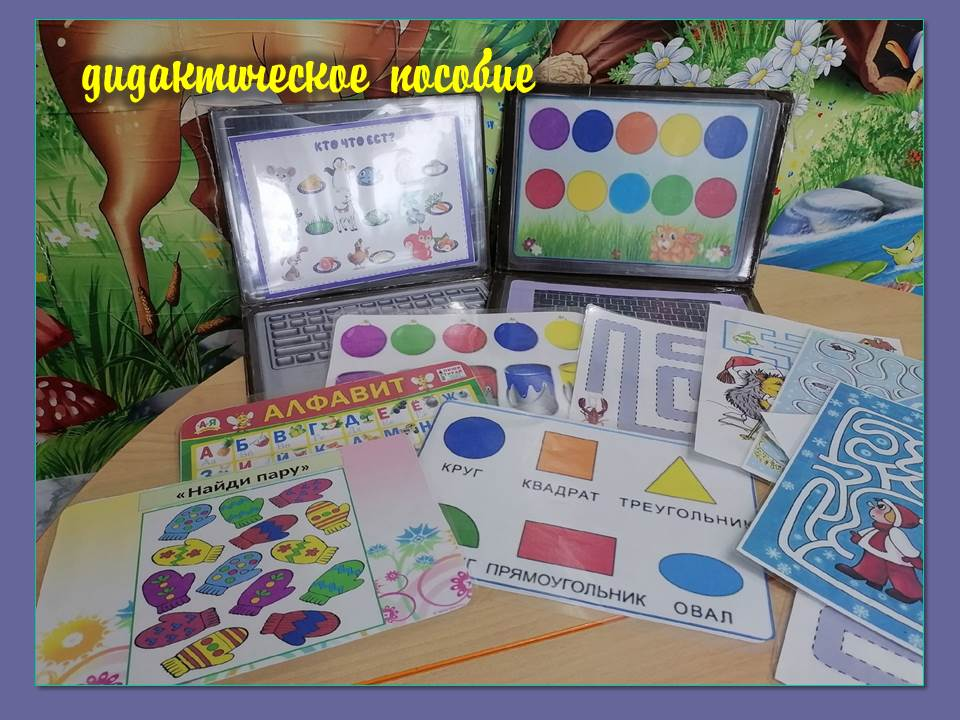 дидактическое пособие
КТО ЧТО ЕСТ?
АЛФАВИТ
А-Я
А Б В Г Д Е Ё Ж
КРУГ
КВАДРАТ
ТРЕУГОЛЬНИК
ПРЯМОУГОЛЬНИК
ОВАЛ
«Найди пару»